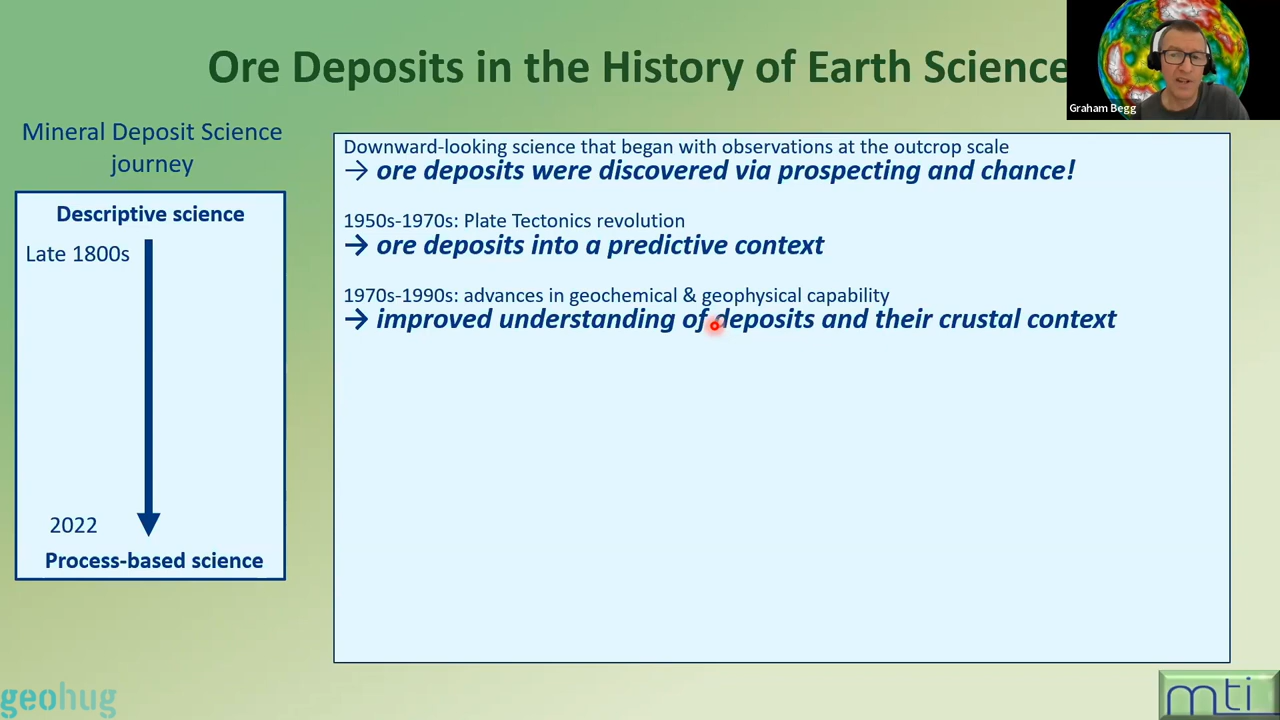 Ore Deposits in the History of Earth Science
Graham Begg
Mineral Deposit Science
journey
Descriptive science
Late 1800s
2022
Process-based science
Downward-looking science that began with observations at the outcrop scale
→ ore deposits were discovered via prospecting and chance!
1950s-1970s: Plate Tectonics revolution
→ ore deposits into a predictive context
1970s-1990s: advances in geochemical & geophysical capability
→ improved understanding of deposits and their crustal context
geohug
mti